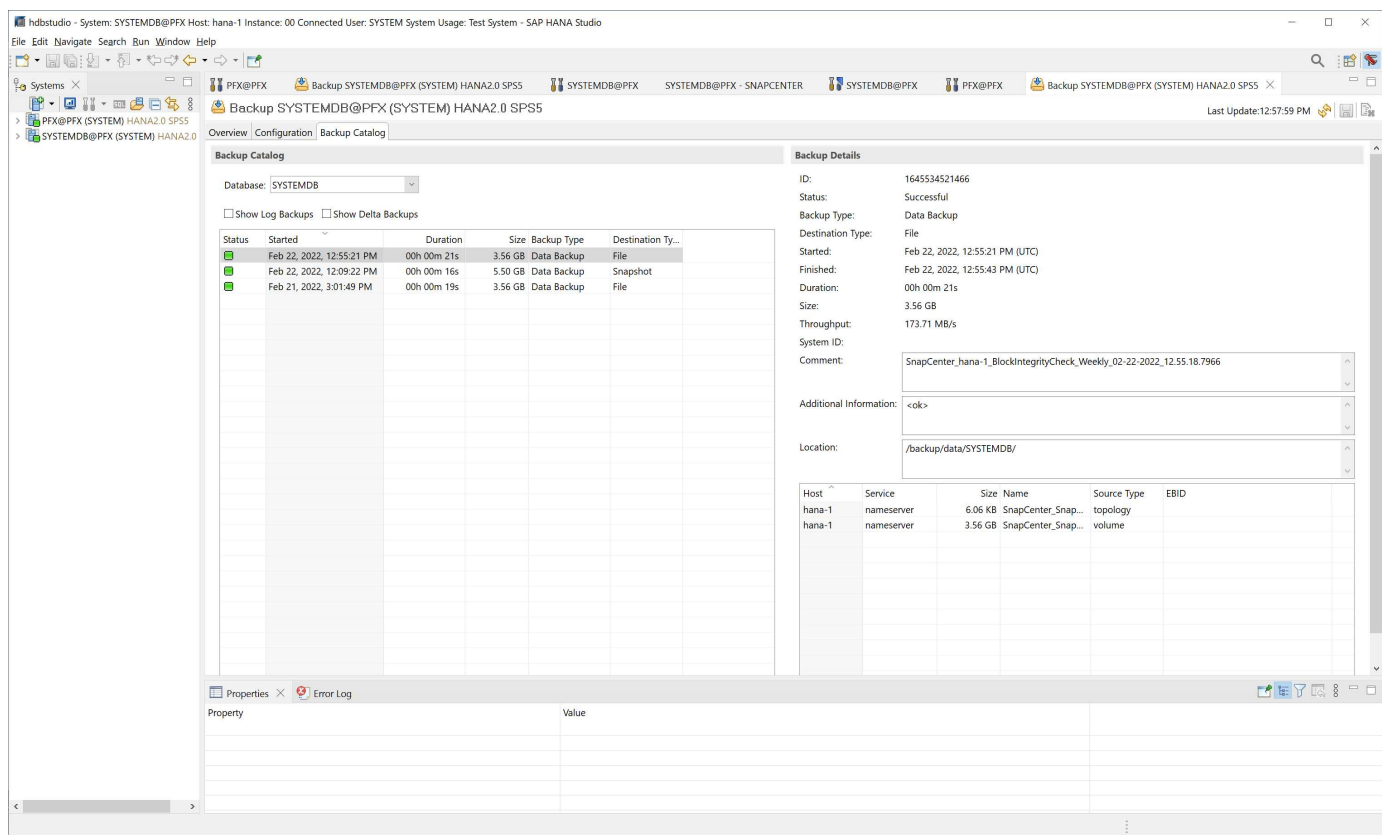 hdbstudio - System: SYSTEMDB@PFX Host: hana-1 Instance: 00 Connected User: SYSTEM System Usage: Test System - SAP HANA Studio
File Edit Navigate Search Run Window Help
Systems
PFX@PFX (SYSTEM) HANA2.0 SPS5
SYSTEMDB@PFX (SYSTEM) HANA2.0
PFX@PFX Backup SYSTEMDB@PFX (SYSTEM) HANA2.0 SPS5 SYSTEMDB@PFX SYSTEMDB@PFX - SNAPCENTER SYSTEMDB@PFX PFX@PFX Backup SYSTEMDB@PFX (SYSTEM) HANA2.0 SPS5
Backup SYSTEMDB@PFX (SYSTEM) HANA2.0 SPS5
Last Update:12:57:59 PM
Overview Configuration Backup Catalog
Backup Catalog
Database: SYSTEMDB
Show Log Backups Show Delta Backups
Status Started Duration Size Backup Type Destination Ty...
Feb 22, 2022, 12:55:21 PM 00h 00m 21s 3.56 GB Data Backup File
Feb 22, 2022, 12:09:22 PM 00h 00m 16s 5.50 GB Data Backup Snapshot
Feb 21, 2022, 3:01:49 PM 00h 00m 19s 3.56 GB Data Backup File
Backup Details
ID: 1645534521466
Status: Successful
Backup Type: Data Backup
Destination Type: File
Started: Feb 22, 2022, 12:55:21 PM (UTC)
Finished: Feb 22, 2022, 12:55:43 PM (UTC)
Duration: 00h 00m 21s
Size: 3.56 GB
Throughput: 173.71 MB/s
System ID:
Comment: SnapCenter_hana-1_BlockIntegrityCheck_Weekly_02-22-2022_12.55.18.7966
Additional Information: <ok>
Location: /backup/data/SYSTEMDB/
Host Service Size Name Source Type EBID
hana-1 nameserver 6.06 KB SnapCenter_Snap... topology
hana-1 nameserver 3.56 GB SnapCenter_Snap... volume
Properties Error Log
Property Value